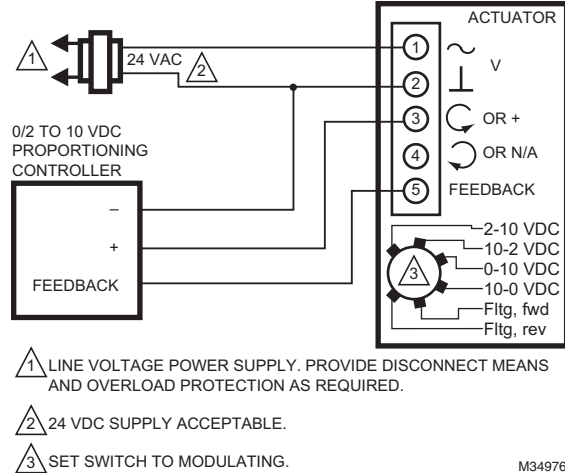 ACTUATOR
1
24 VAC
2
1
V
2
0/2 TO 10 VDC
PROPORTIONING
CONTROLLER
3
OR +
4
OR N/A
5
FEEDBACK
–
+
FEEDBACK
2-10 VDC
10-2 VDC
0-10 VDC
10-0 VDC
Fltg, fwd
Fltg, rev
3
1 LINE VOLTAGE POWER SUPPLY. PROVIDE DISCONNECT MEANS
AND OVERLOAD PROTECTION AS REQUIRED.
2 24 VDC SUPPLY ACCEPTABLE.
3 SET SWITCH TO MODULATING.
M34976